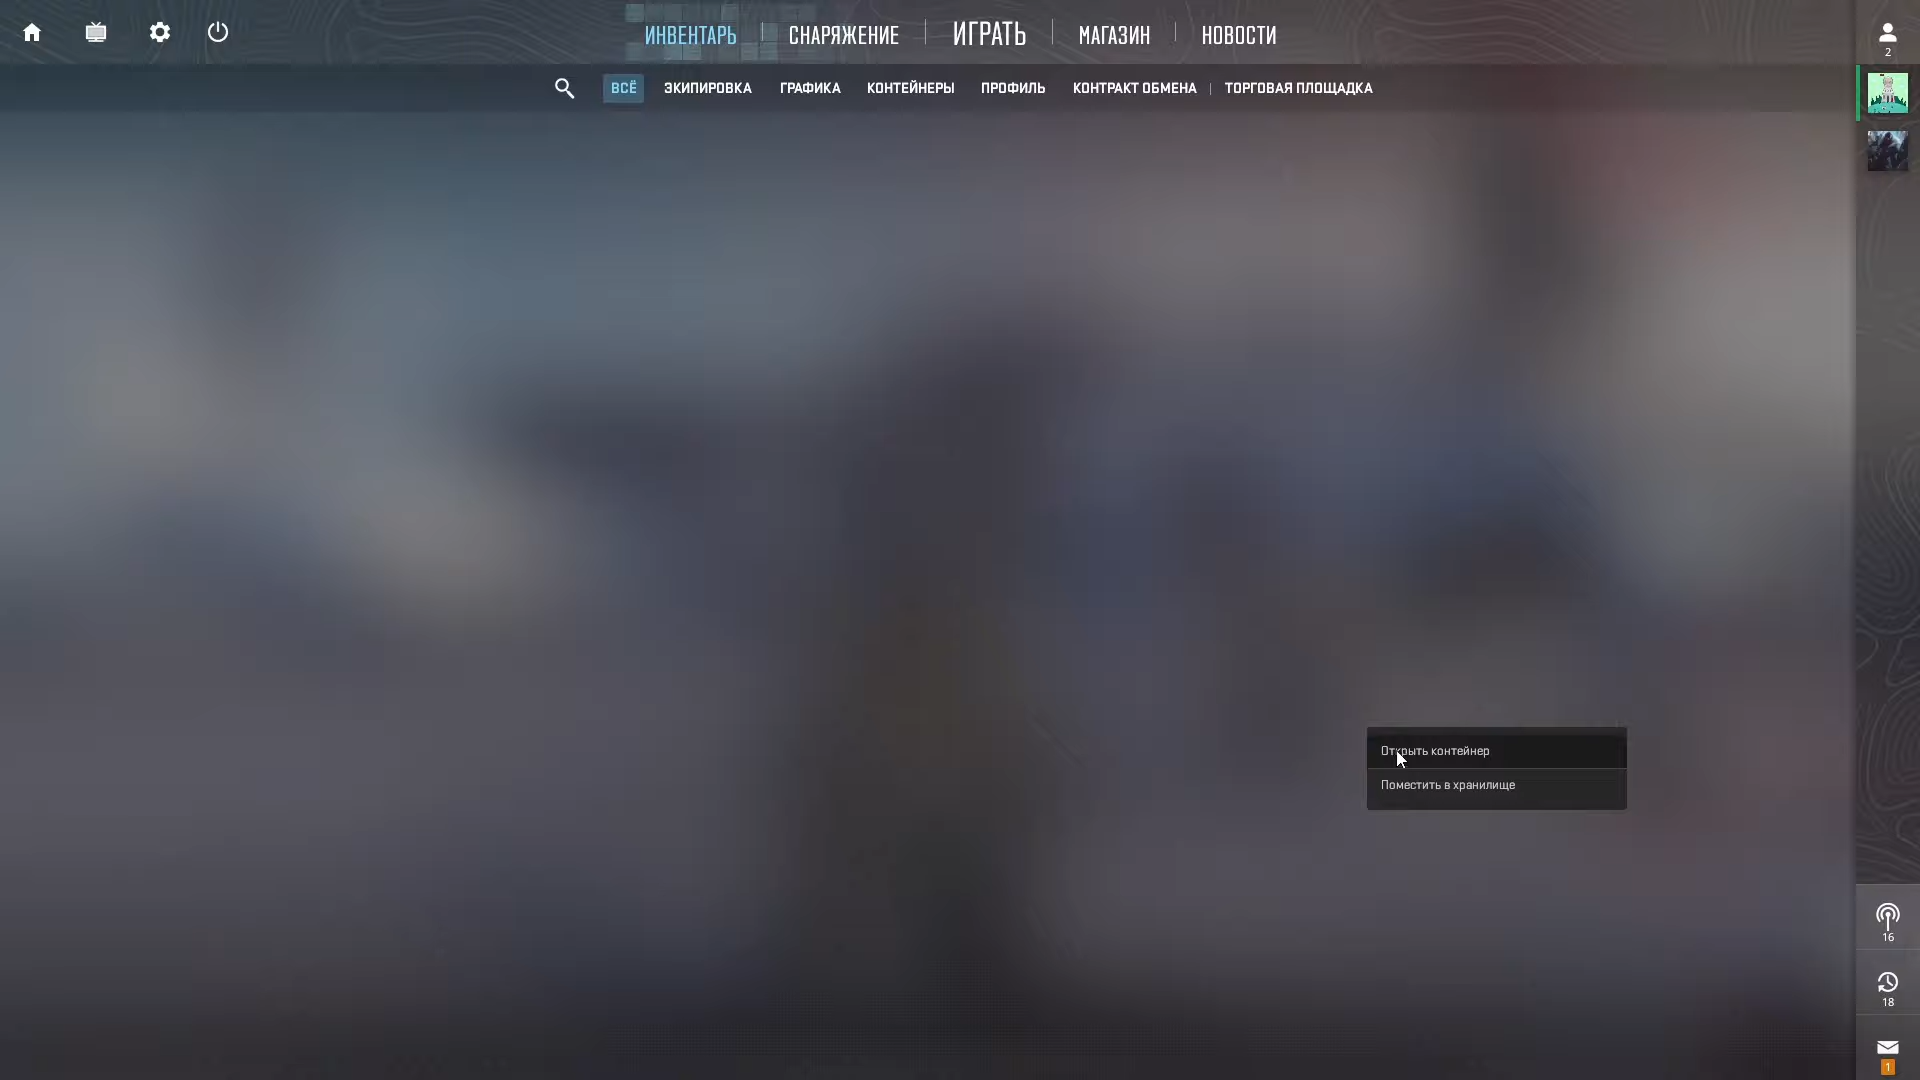 ИНВЕНТАРЬ
СНАРЯЖЕНИЕ
ИГРАТЬ
МАГАЗИН
НОВОСТИ
2
ВСЁ
ЭКИПИРОВКА
ГРАФИКА
КОНТЕЙНЕРЫ
ПРОФИЛЬ
КОНТРАКТ ОБМЕНА
ТОРГОВАЯ ПЛОЩАДКА
Открыть контейнер
Поместить в хранилище
16
18
1